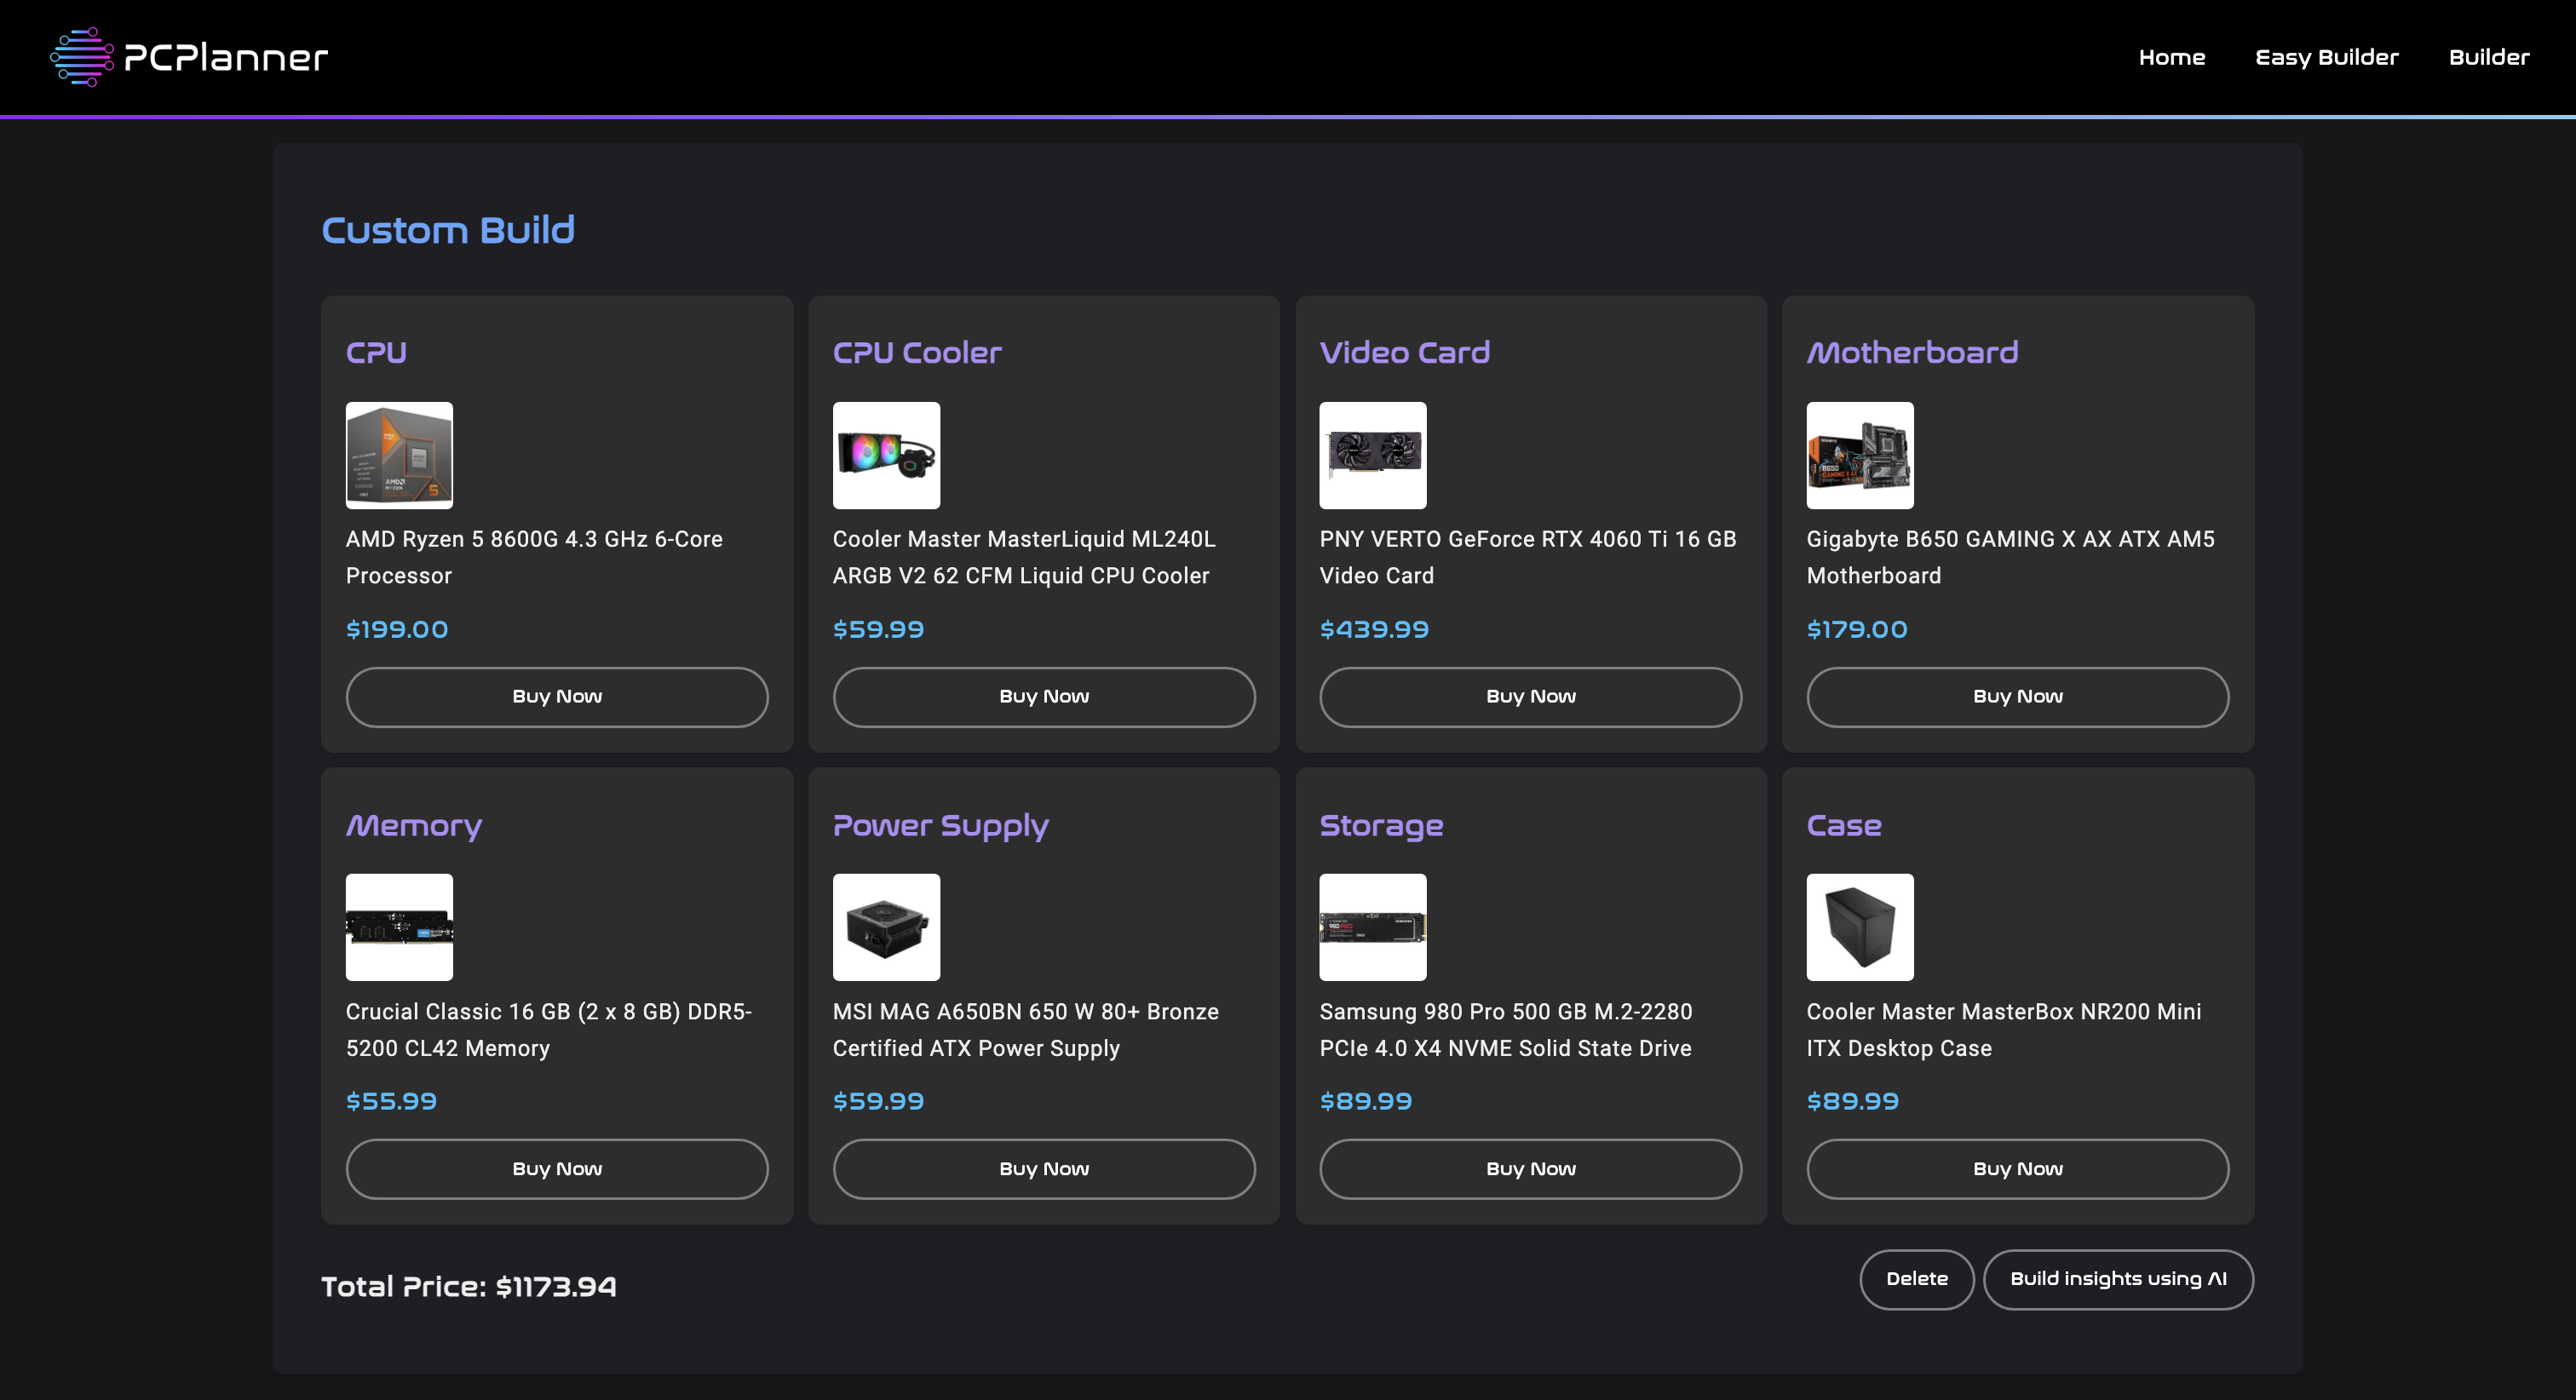 PCPlanner
Home
Easy Builder
Builder
Custom Build
CPU
AMD Ryzen 5 8600G 4.3 GHz 6-Core
Processor
$199.00
Buy Now
CPU Cooler
Cooler Master MasterLiquid ML240L
ARGB V2 62 CFM Liquid CPU Cooler
$59.99
Buy Now
Video Card
PNY VERTO GeForce RTX 4060 Ti 16 GB
Video Card
$439.99
Buy Now
Motherboard
Gigabyte B650 GAMING X AX ATX AM5
Motherboard
$179.00
Buy Now
Memory
Crucial Classic 16 GB (2 x 8 GB) DDR5-
5200 CL42 Memory
$55.99
Buy Now
Power Supply
MSI MAG A650BN 650 W 80+ Bronze
Certified ATX Power Supply
$59.99
Buy Now
Storage
Samsung 980 Pro 500 GB M.2-2280
PCIe 4.0 X4 NVME Solid State Drive
$89.99
Buy Now
Case
Cooler Master MasterBox NR200 Mini
ITX Desktop Case
$89.99
Buy Now
Total Price: $1173.94
Delete
Build insights using AI